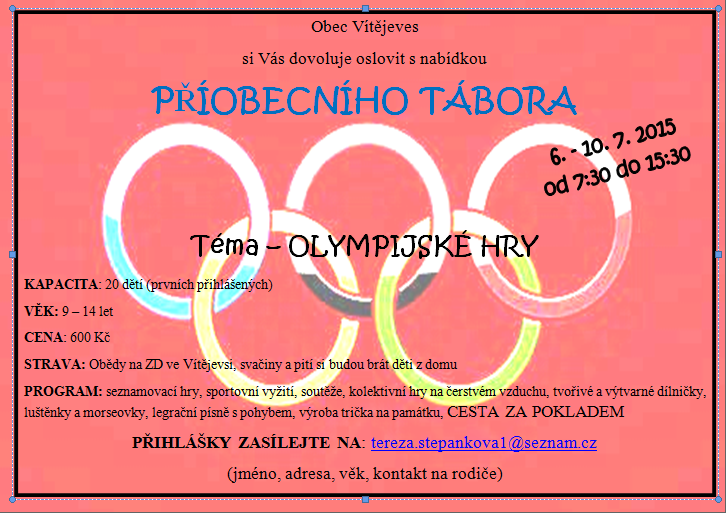 Obec Vítějeves
si Vás dovoluje oslovit s nabídkou
PŘÍOBECNÍHO TÁBORA
6. - 10. 7. 2015
od 7:30 do 15:30
Téma – OLYMPIJSKÉ HRY
KAPACITA: 20 dětí (prvních přihlášených)
VĚK: 9 – 14 let
CENA: 600 Kč
STRAVA: Obědy na ZD ve Vítějevsi, svačiny a pití si budou brát děti z domu
PROGRAM: seznamovací hry, sportovní vyžití, soutěže, kolektivní hry na čerstvém vzduchu, tvořivé a výtvarné dílničky,
luštěnky a morseovky, legrační písně s pohybem, výroba trička na památku, CESTA ZA POKLADEM
PŘIHLÁŠKY ZASÍLEJTE NA: tereza.stepankova1@seznam.cz
(jméno, adresa, věk, kontakt na rodiče)